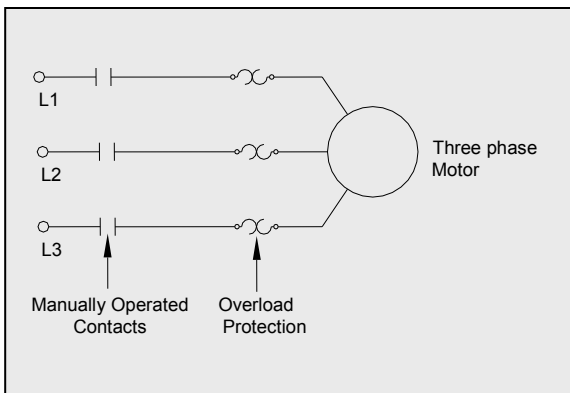 L1
L2
Three phase
Motor
L3
Manually Operated
Contacts
Overload
Protection